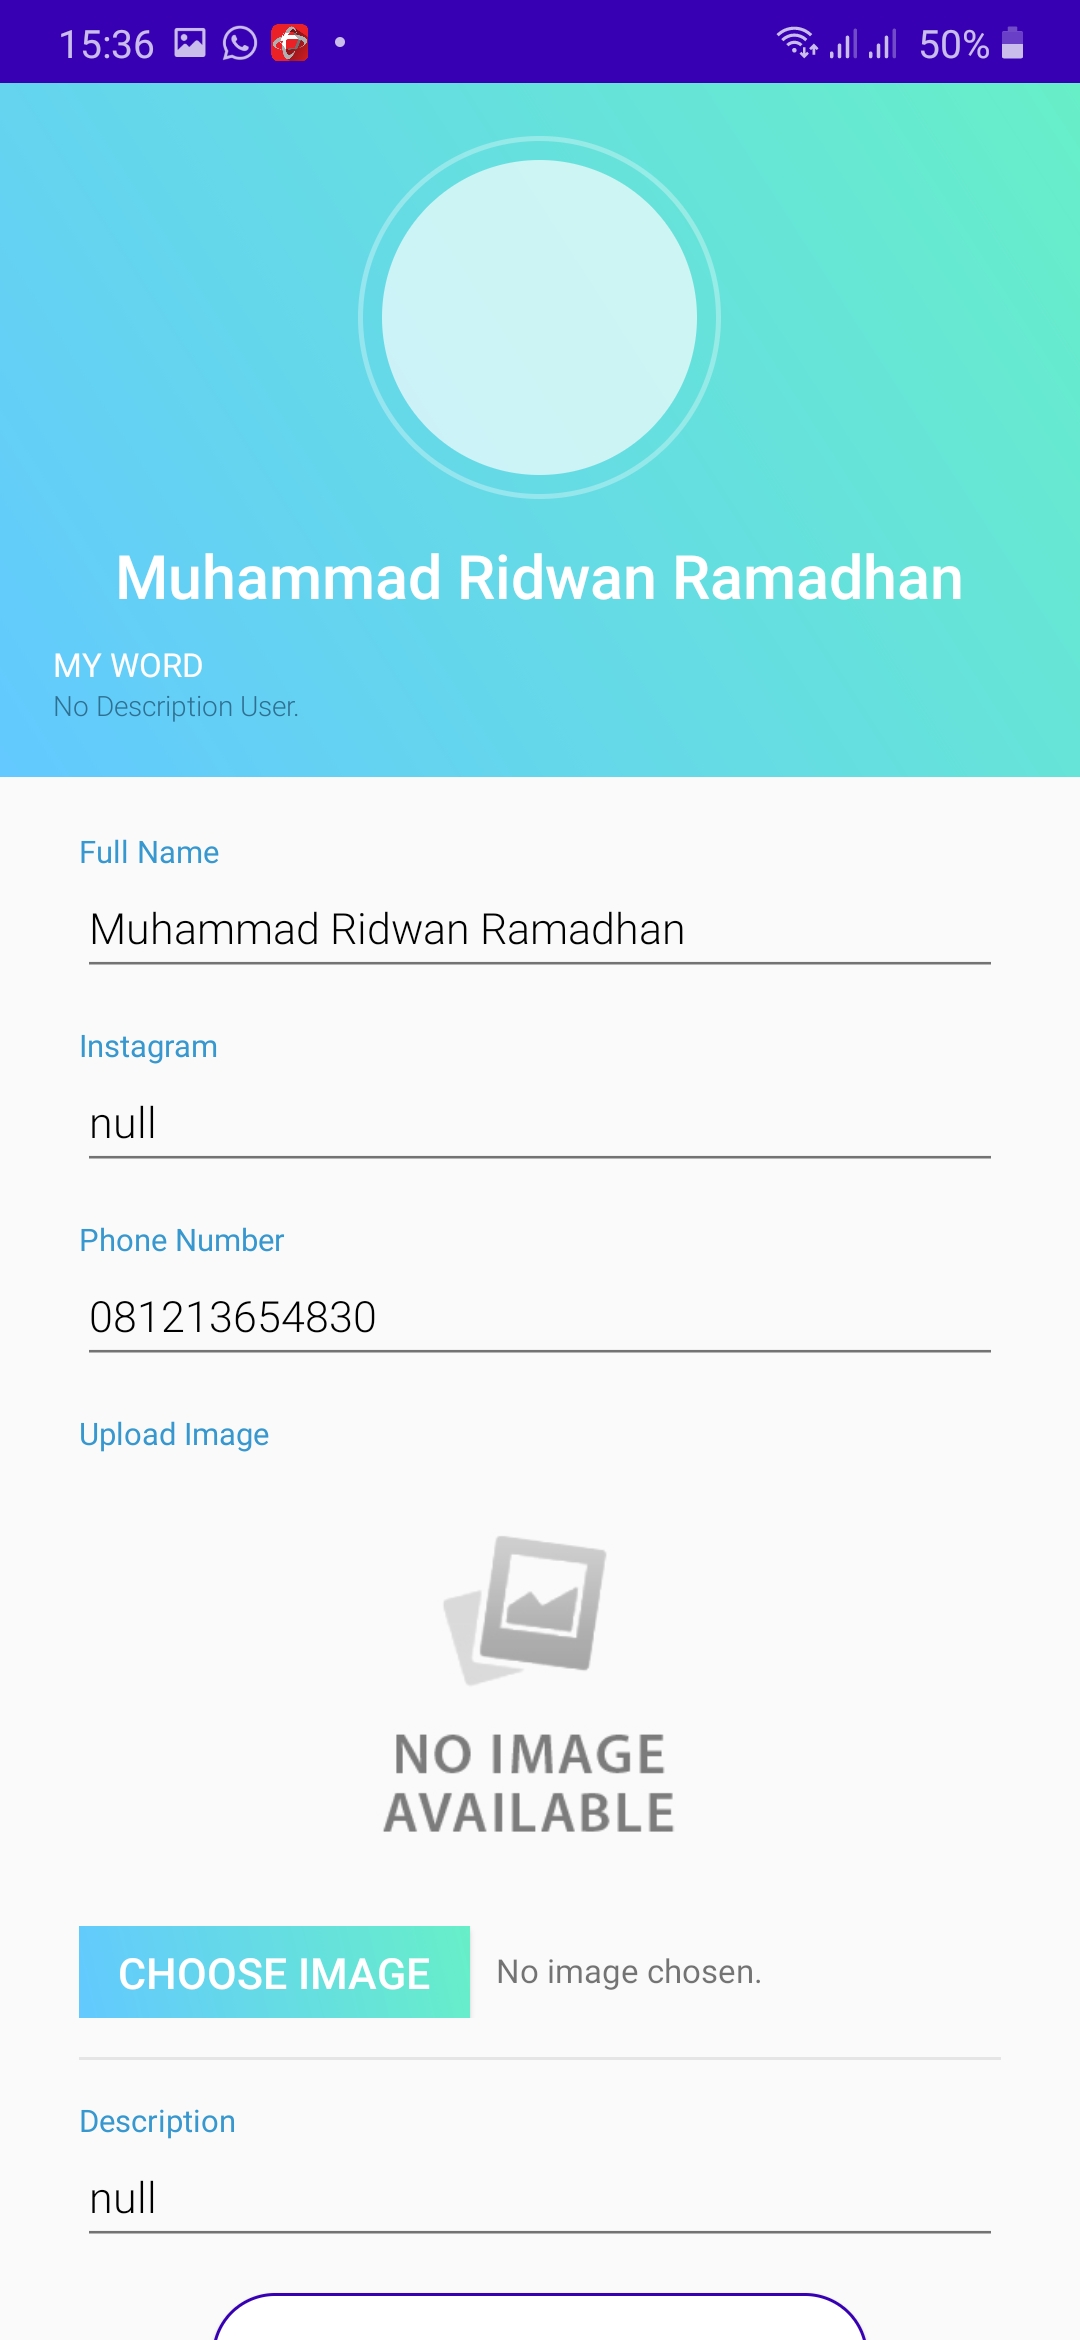 15:36
50%
Muhammad Ridwan Ramadhan
MY WORD
No Description User.
Full Name
Muhammad Ridwan Ramadhan
Instagram
null
Phone Number
081213654830
Upload Image
NO IMAGE
AVAILABLE
CHOOSE IMAGE
No image chosen.
Description
null